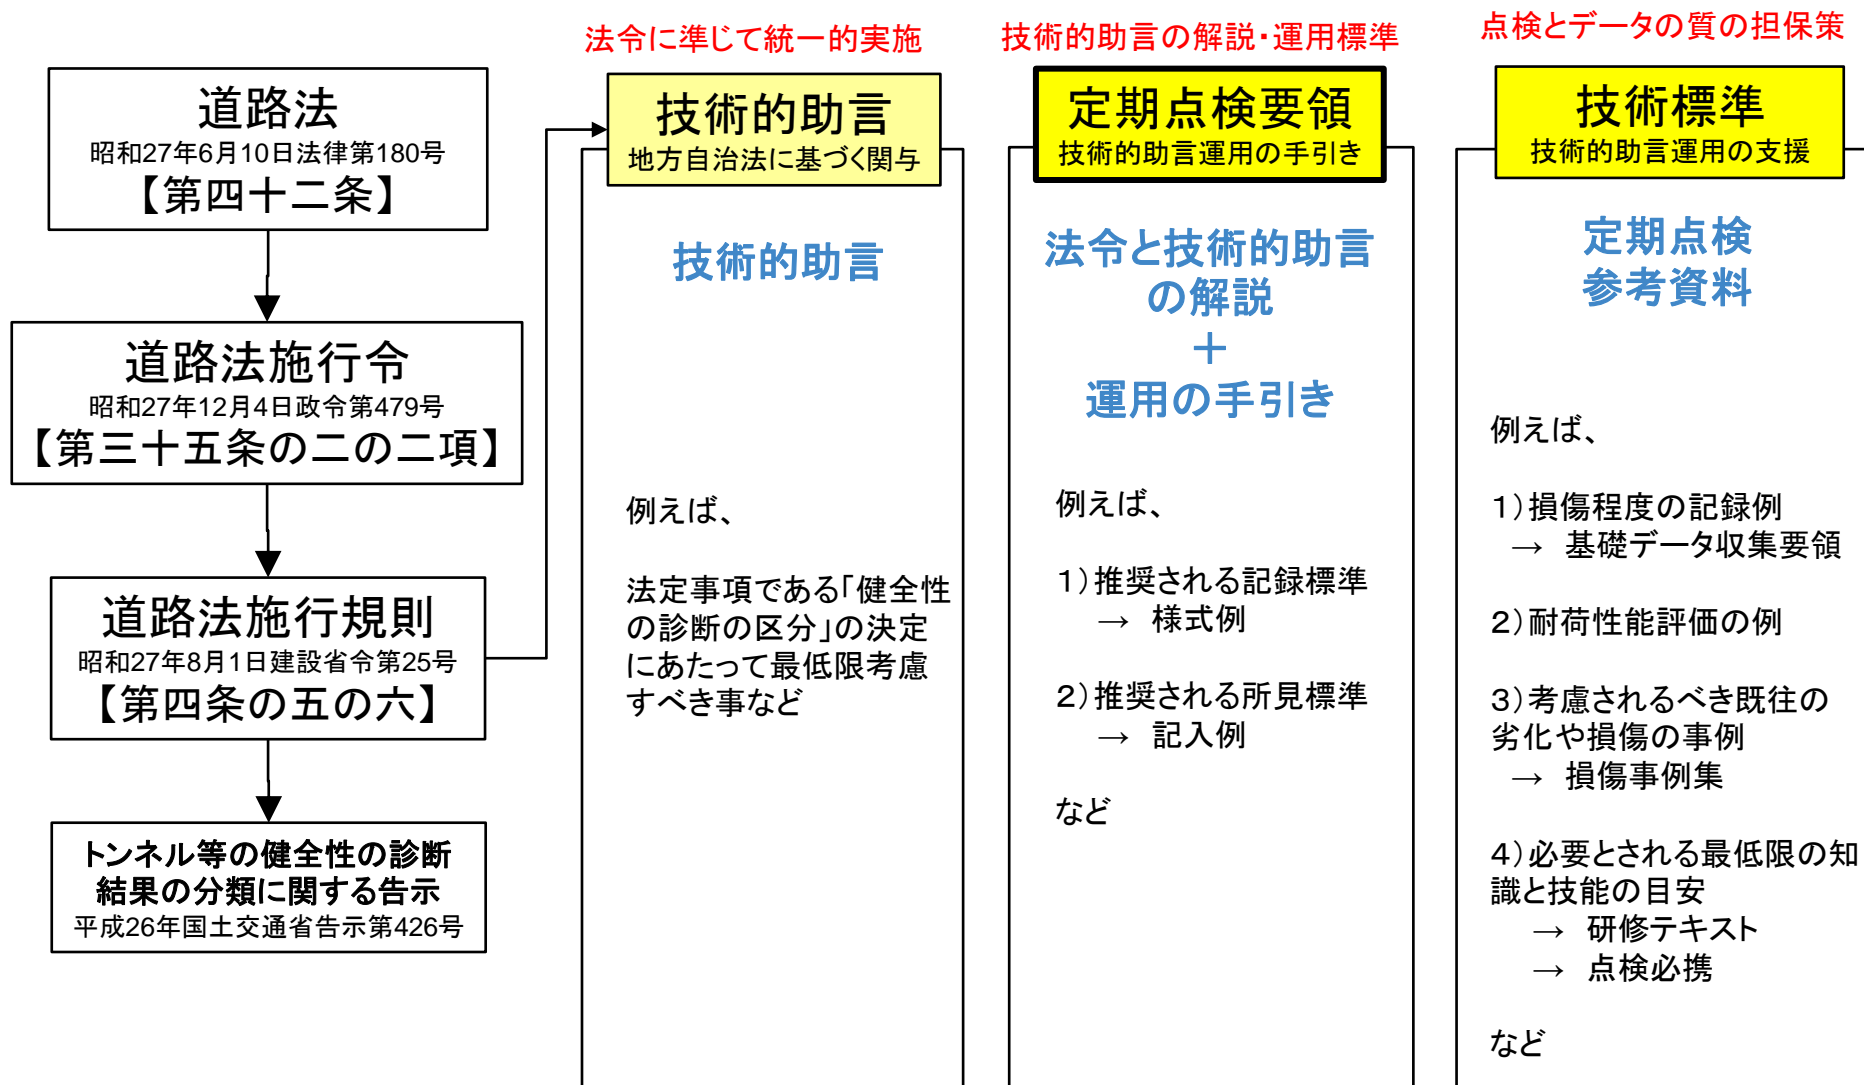 道路法
昭和27年6月10日法律第180号
【第四十二条】
道路法施行令
昭和27年12月4日政令第479号
【第三十五条の二の二項】
道路法施行規則
昭和27年8月1日建設省令第25号
【第四条の五の六】
トンネル等の健全性の診断
結果の分類に関する告示
平成26年国土交通省告示第426号
法令に準じて統一的実施
技術的助言
地方自治法に基づく関与
技術的助言
例えば、
法定事項である「健全性
の診断の区分」の決定
にあたって最低限考慮
すべき事など
技術的助言の解説・運用標準
定期点検要領
技術的助言運用の手引き
法令と技術的助言
の解説
＋
運用の手引き
例えば、
１）推奨される記録標準
→ 様式例
２）推奨される所見標準
→ 記入例
など
点検とデータの質の担保策
技術標準
技術的助言運用の支援
定期点検
参考資料
例えば、
１）損傷程度の記録例
→ 基礎データ収集要領
２）耐荷性能評価の例
３）考慮されるべき既往の
劣化や損傷の事例
→ 損傷事例集
４）必要とされる最低限の知
識と技能の目安
→ 研修テキスト
→ 点検必携
など